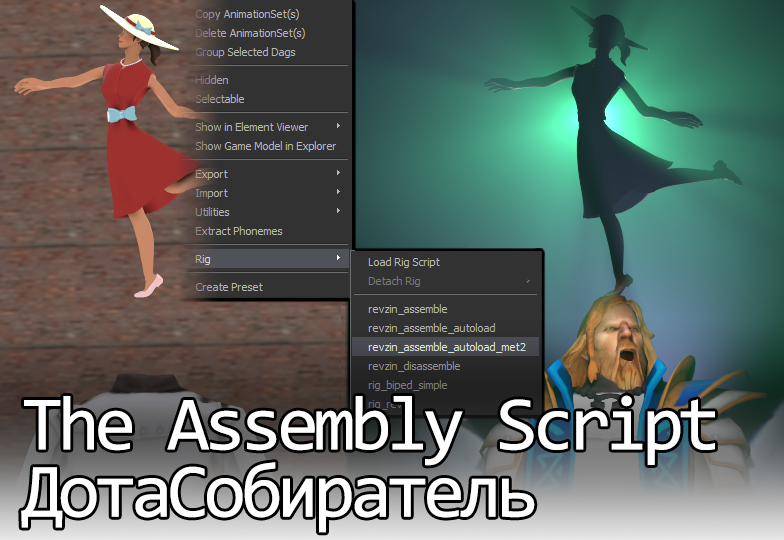 Copy AnimationSet(s)
Delete AnimationSet(s)
Group Selected Dags
Hidden
Selectable
Show in Element Viewer
Show Game Model in Explorer
Export
Import
Utilities
Extract Phonemes
Rig
Create Preset
Load Rig Script
Detach Rig
revzin_assemble
revzin_assemble_autoload
revzin_assemble_autoload_met2
revzin_disassemble
rig_biped_simple
The Assembly Script
ДотаСобиратель